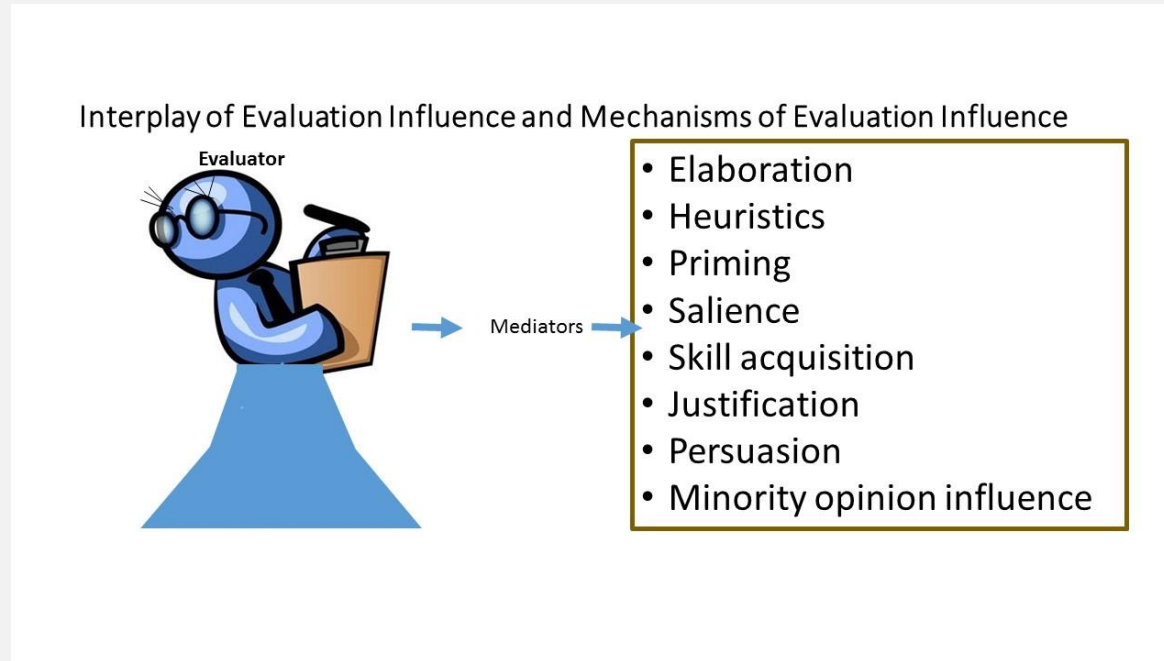 Interplay of Evaluation Influence and Mechanisms of Evaluation Influence
Evaluator
Mediators
• Elaboration
• Heuristics
• Priming
• Salience
• Skill acquisition
• Justification
• Persuasion
• Minority opinion influence